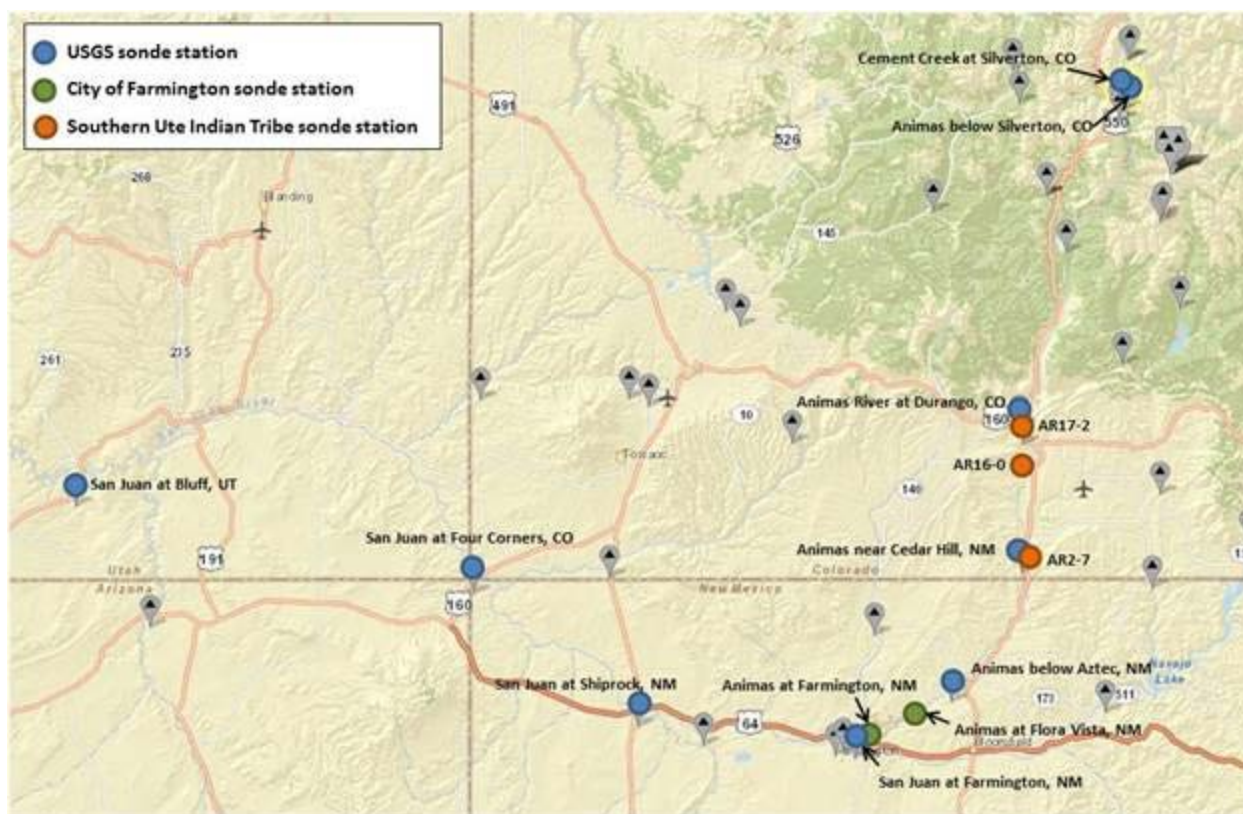 USGS sonde station
City of Farmington sonde station
Southern Ute Indian Tribe sonde station
Cement Creek at Silverton, CO
491
550
Animas below Silverton, CO
526
268
Blanding
145
261
275
Animas River at Durango, CO
160
AR17-2
10
Towaoc
AR16-0
San Juan at Bluff, UT
140
San Juan at Four Corners, CO
Animas near Cedar Hill, NM
AR2-7
191
Utah
Colorado
Arizona
New Mexico
160
Animas below Aztec, NM
Navajo
Lake
San Juan at Shiprock, NM
Animas at Farmington, NM
173
511
64
Animas at Flora Vista, NM
Bloomfield
San Juan at Farmington, NM